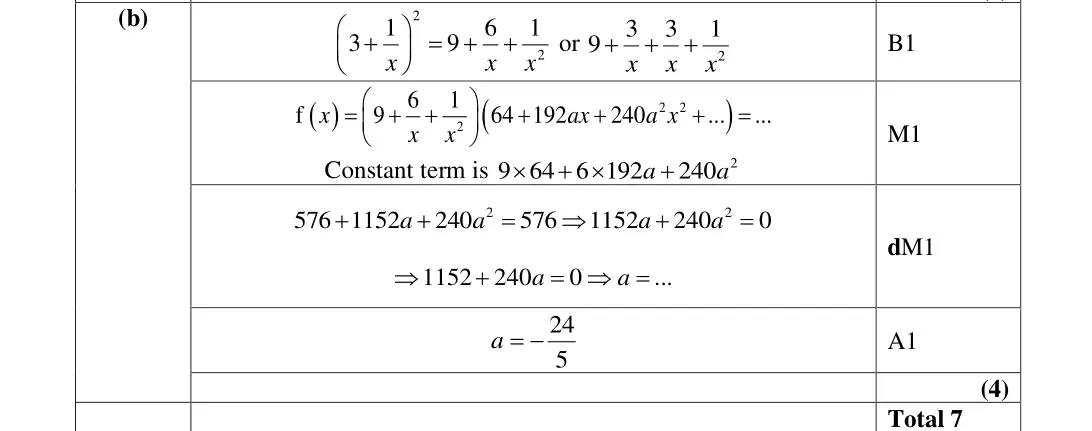 (b)
(3 + 1/x)² = 9 + 6/x + 1/x² or 9 + 3/x + 3/x + 1/x² B1
f(x) = (9 + 6/x + 1/x²)(64 + 192ax + 240a²x² + ...) = ...
M1
Constant term is 9×64 + 6×192a + 240a²
576 + 1152a + 240a² = 576 ⇒ 1152a + 240a² = 0
dM1
⇒ 1152 + 240a = 0 ⇒ a = ...
a = −24/5 A1
(4)
Total 7